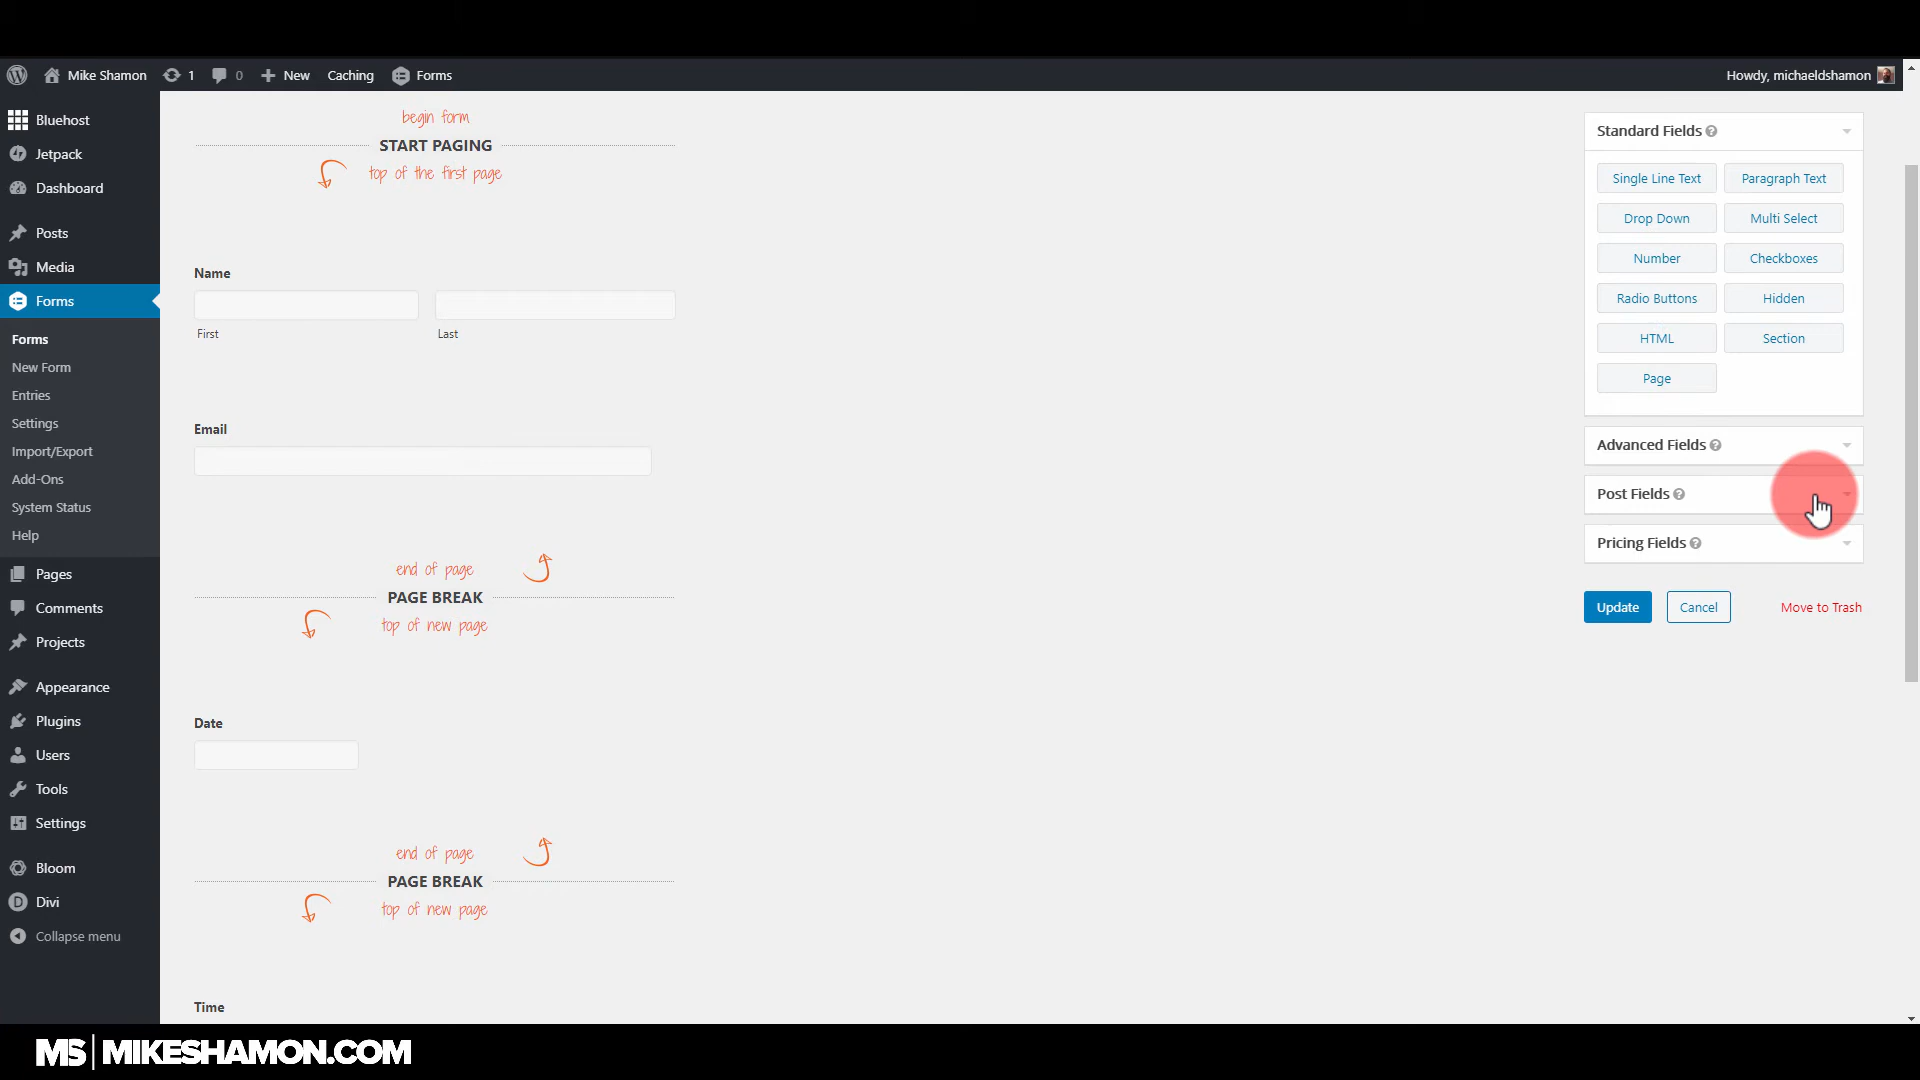 Mike Shamon 1 0 New Caching Forms Howdy, michaeldshamon
Bluehost
Jetpack
Dashboard
Posts
Media
Forms
Forms
New Form
Entries
Settings
Import/Export
Add-Ons
System Status
Help
Pages
Comments
Projects
Appearance
Plugins
Users
Tools
Settings
Bloom
Divi
Collapse menu
begin form
START PAGING
top of the first page
Name
First Last
Email
end of page
PAGE BREAK
top of new page
Date
end of page
PAGE BREAK
top of new page
Time
Standard Fields
Single Line Text Paragraph Text
Drop Down Multi Select
Number Checkboxes
Radio Buttons Hidden
HTML Section
Page
Advanced Fields
Post Fields
Pricing Fields
Update Cancel Move to Trash
MS MIKESHAMON.COM